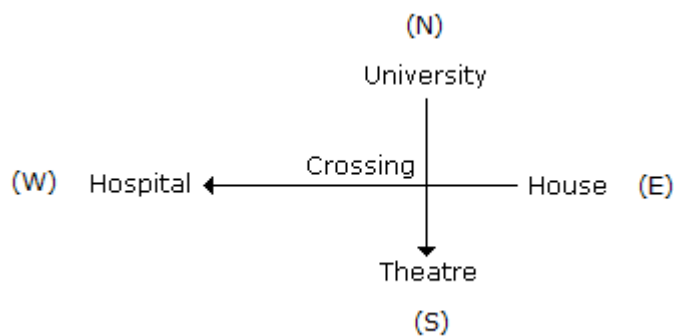 (N)
University
Crossing
(W) Hospital House (E)
Theatre
(S)